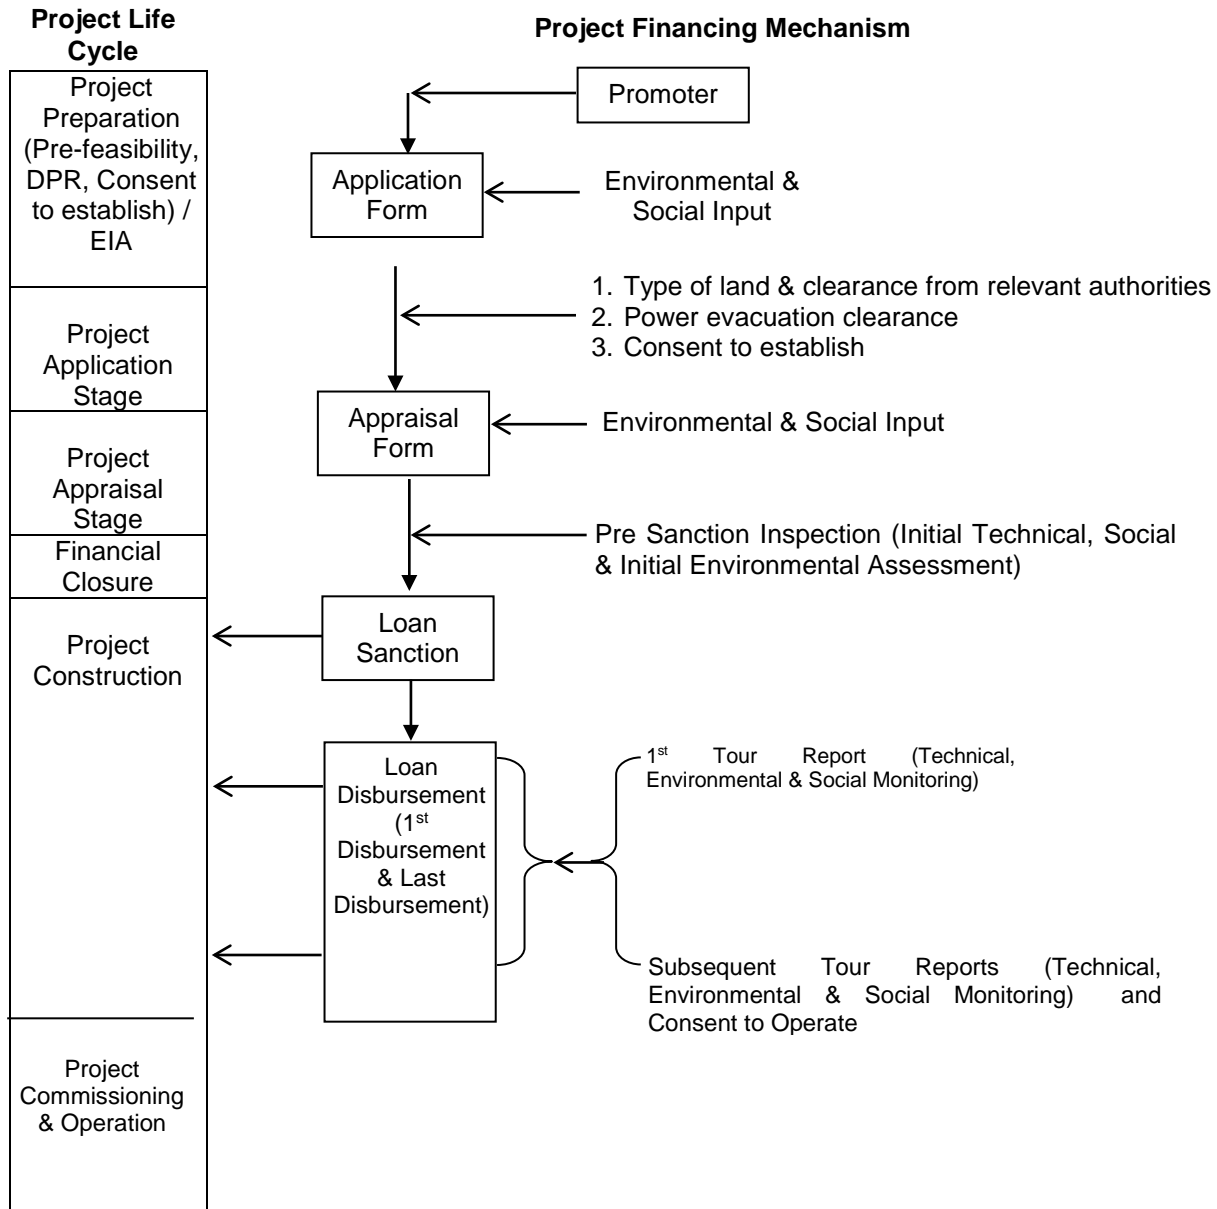 Project Life
Cycle
Project Financing Mechanism
Project
Preparation
(Pre-feasibility,
DPR, Consent
to establish) /
EIA
Project
Application
Stage
Project
Appraisal
Stage
Financial
Closure
Project
Construction
Project
Commissioning
& Operation
Promoter
Application
Form
Environmental &
Social Input
1. Type of land & clearance from relevant authorities
2. Power evacuation clearance
3. Consent to establish
Appraisal
Form
Environmental & Social Input
Pre Sanction Inspection (Initial Technical, Social
& Initial Environmental Assessment)
Loan
Sanction
Loan
Disbursement
(1st
Disbursement
& Last
Disbursement)
1st Tour Report (Technical,
Environmental & Social Monitoring)
Subsequent Tour Reports (Technical,
Environmental & Social Monitoring) and
Consent to Operate